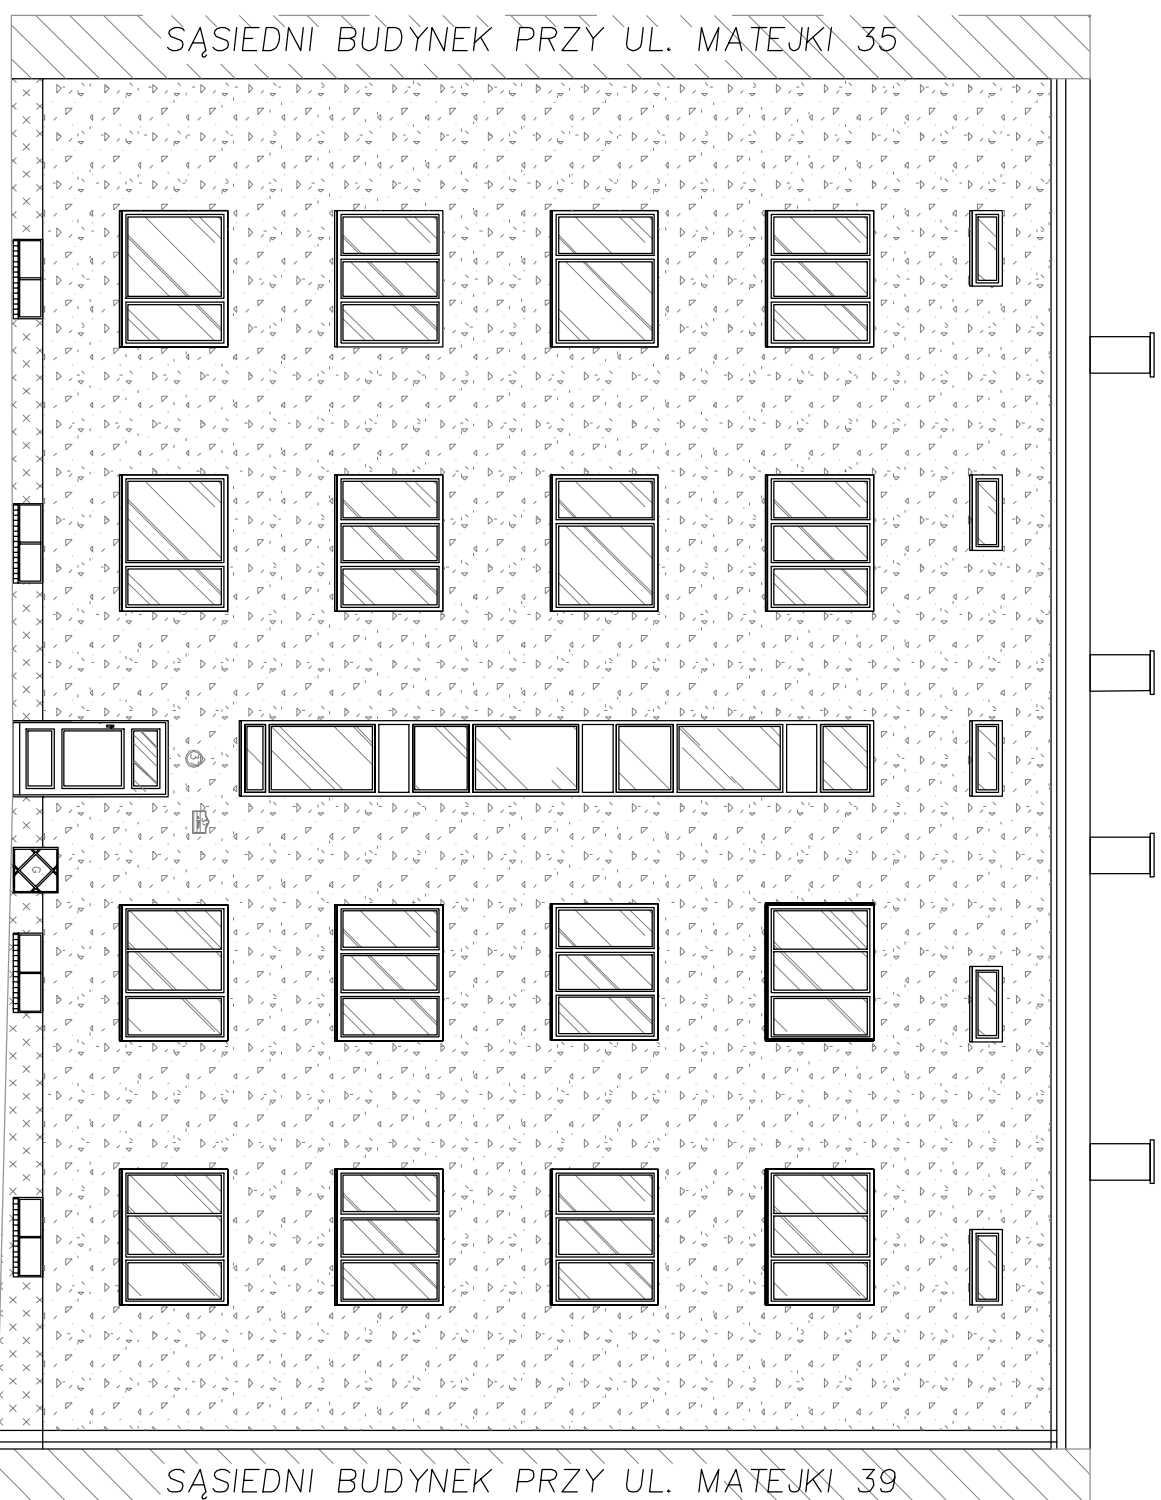 SĄSIEDNI BUDYNEK PRZY UL. MATEJKI 35
G
SĄSIEDNI BUDYNEK PRZY UL. MATEJKI 39